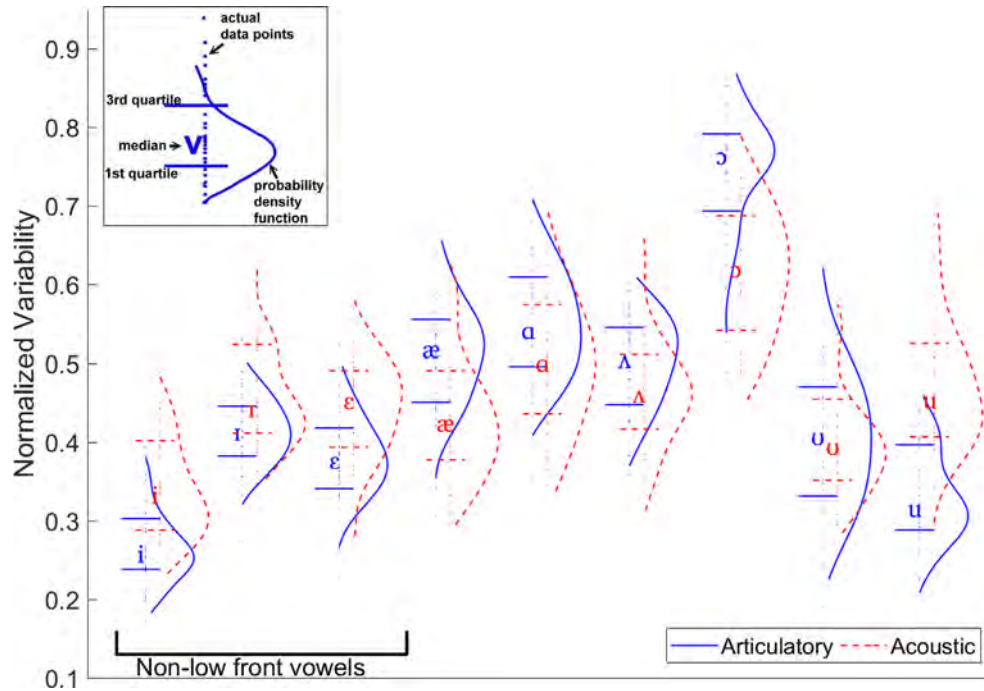 Normalized Variability
0.9
0.8
0.7
0.6
0.5
0.4
0.3
0.2
0.1
actual
data points
3rd quartile
median
V
1st quartile
probability
density
function
i
i
ɪ
ɪ
ɛ
ɛ
æ
æ
ɑ
ɑ
ʌ
ʌ
ɔ
ɔ
ʊ
ʊ
u
u
Non-low front vowels
Articulatory
Acoustic